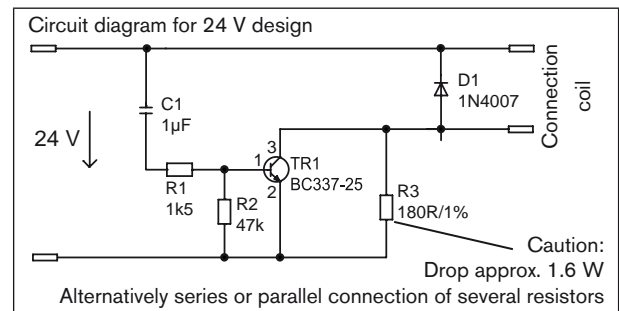 Circuit diagram for 24 V design
D1
1N4007
Connection
coil
C1
1µF
24 V
3
1
TR1
BC337-25
2
R1
1k5
R2
47k
R3
180R/1%
Caution:
Drop approx. 1.6 W
Alternatively series or parallel connection of several resistors